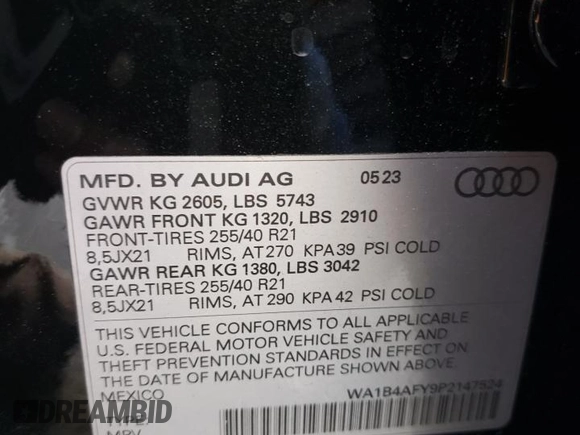 MFD. BY AUDI AG 05 23
GVWR KG 2605, LBS 5743
GAWR FRONT KG 1320, LBS 2910
FRONT-TIRES 255/40 R21
8,5JX21 RIMS, AT 270 KPA 39 PSI COLD
GAWR REAR KG 1380, LBS 3042
REAR-TIRES 255/40 R21
8,5JX21 RIMS, AT 290 KPA 42 PSI COLD
THIS VEHICLE CONFORMS TO ALL APPLICABLE
U.S. FEDERAL MOTOR VEHICLE SAFETY AND
THEFT PREVENTION STANDARDS IN EFFECT ON
THE DATE OF MANUFACTURE SHOWN ABOVE.
MEXICO WA1B4AFY9P2147524
DREAMBID